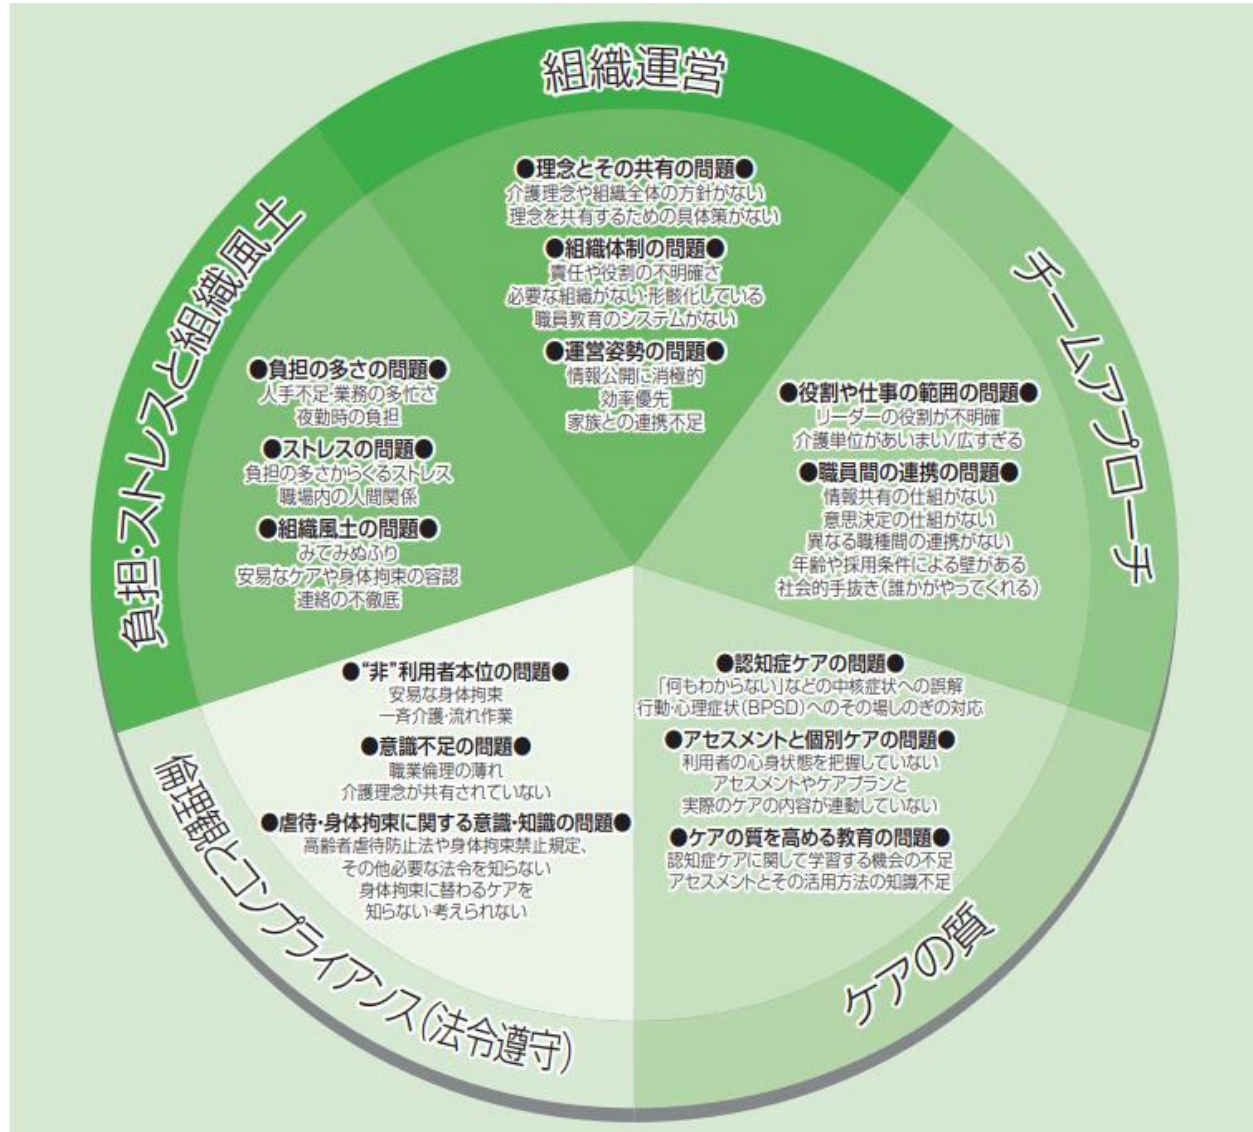 組織運営
●理念とその共有の問題●
介護理念や組織全体の方針がない
理念を共有するための具体策がない
●組織体制の問題●
責任や役割の不明確さ
必要な組織がない・形骸化している
職員教育のシステムがない
●運営姿勢の問題●
情報公開に消極的
効率優先
家族との連携不足
チームアプローチ
●役割や仕事の範囲の問題●
リーダーの役割が不明確
介護単位があいまい/広すぎる
●職員間の連携の問題●
情報共有の仕組がない
意思決定の仕組がない
異なる職種間の連携がない
年齢や採用条件による壁がある
社会的手抜き(誰かがやってくれる)
ケアの質
●認知症ケアの問題●
「何もわからない」などの中核症状への誤解
行動・心理症状(BPSD)へのその場しのぎの対応
●アセスメントと個別ケアの問題●
利用者の心身状態を把握していない
アセスメントやケアプランと
実際のケアの内容が連動していない
●ケアの質を高める教育の問題●
認知症ケアに関して学習する機会の不足
アセスメントとその活用方法の知識不足
倫理観とコンプライアンス(法令遵守)
●“非”利用者本位の問題●
安易な身体拘束
一斉介護・流れ作業
●意識不足の問題●
職業倫理の薄れ
介護理念が共有されていない
●虐待・身体拘束に関する意識・知識の問題●
高齢者虐待防止法や身体拘束禁止規定、
その他必要な法令を知らない
身体拘束に替わるケアを
知らない・考えられない
負担・ストレスと組織風土
●負担の多さの問題●
人手不足・業務の多忙さ
夜勤時の負担
●ストレスの問題●
負担の多さからくるストレス
職場内の人間関係
●組織風土の問題●
みてみぬふり
安易なケアや身体拘束の容認
連絡の不徹底